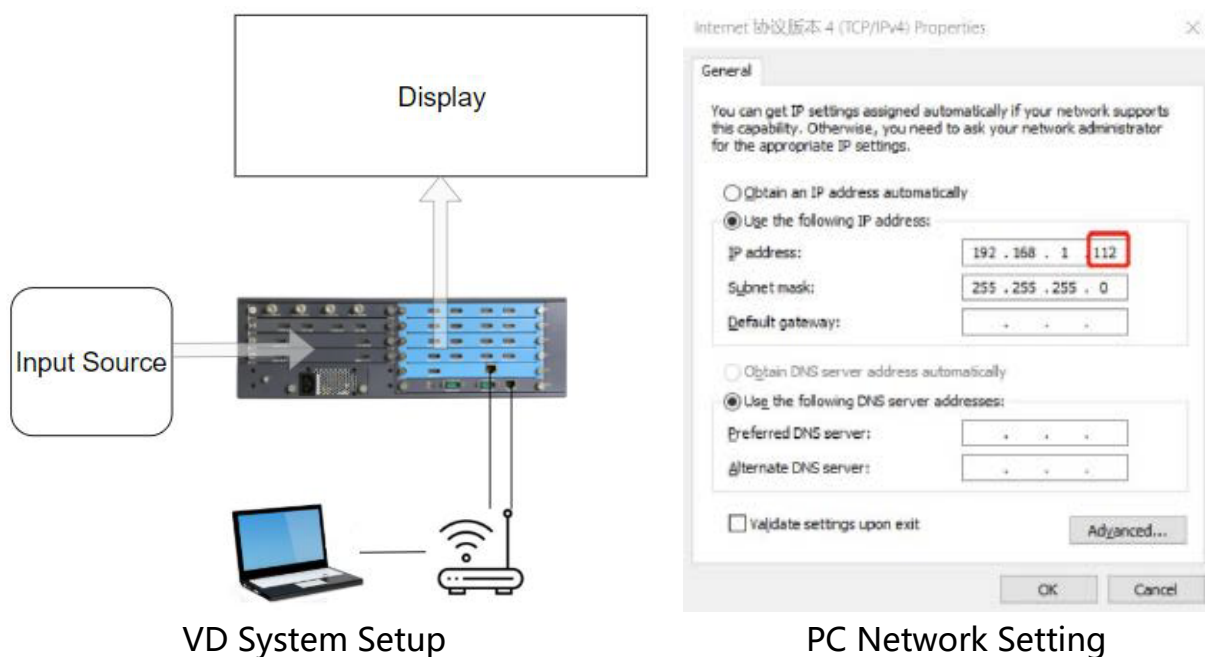 Display
Input Source
VD System Setup
Internet 协议版本 4 (TCP/IPv4) Properties
General
You can get IP settings assigned automatically if your network supports
this capability. Otherwise, you need to ask your network administrator
for the appropriate IP settings.
Obtain an IP address automatically
Use the following IP address:
IP address: 192 . 168 . 1 . 112
Subnet mask: 255 . 255 . 255 . 0
Default gateway: . . .
Obtain DNS server address automatically
Use the following DNS server addresses:
Preferred DNS server: . . .
Alternate DNS server: . . .
Validate settings upon exit
Advanced...
OK Cancel
PC Network Setting